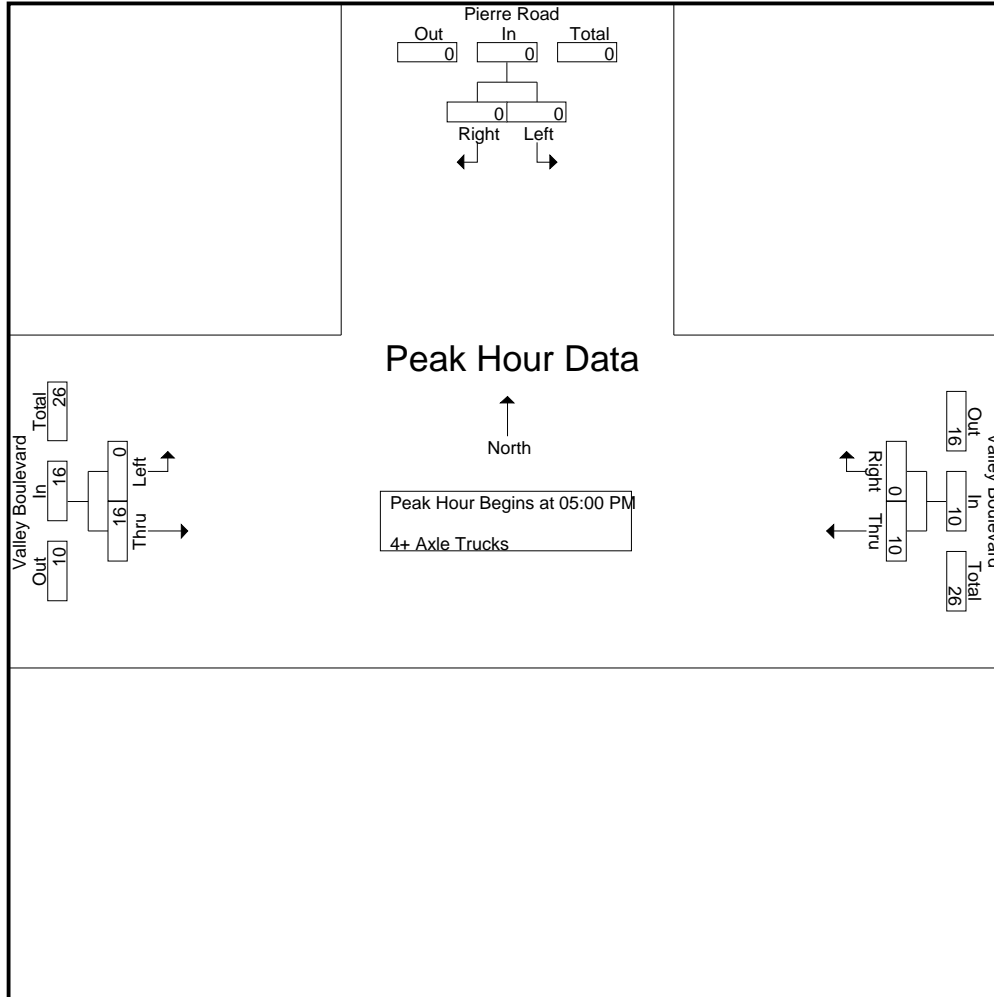 Pierre Road
Out In Total
0 0 0
0 0
Right Left
Peak Hour Data
North
Peak Hour Begins at 05:00 PM
4+ Axle Trucks
Valley Boulevard
Out In Total
10 16 26
Left Thru
0 16
Valley Boulevard
Out In Total
16 10 26
Right Thru
0 10